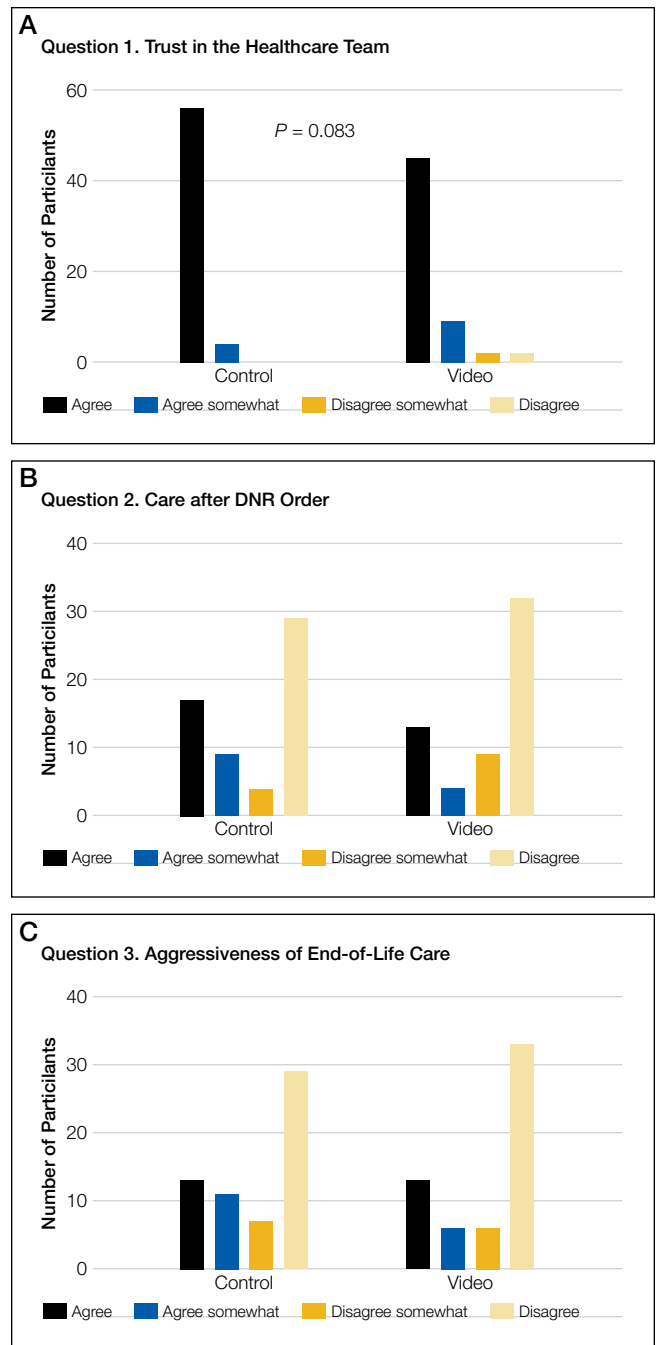 A
Question 1. Trust in the Healthcare Team
Number of Particilants
60
40
20
0
P = 0.083
Control Video
Agree Agree somewhat Disagree somewhat Disagree
B
Question 2. Care after DNR Order
Number of Particilants
40
30
20
10
0
Control Video
Agree Agree somewhat Disagree somewhat Disagree
C
Question 3. Aggressiveness of End-of-Life Care
Number of Particilants
40
30
20
10
0
Control Video
Agree Agree somewhat Disagree somewhat Disagree